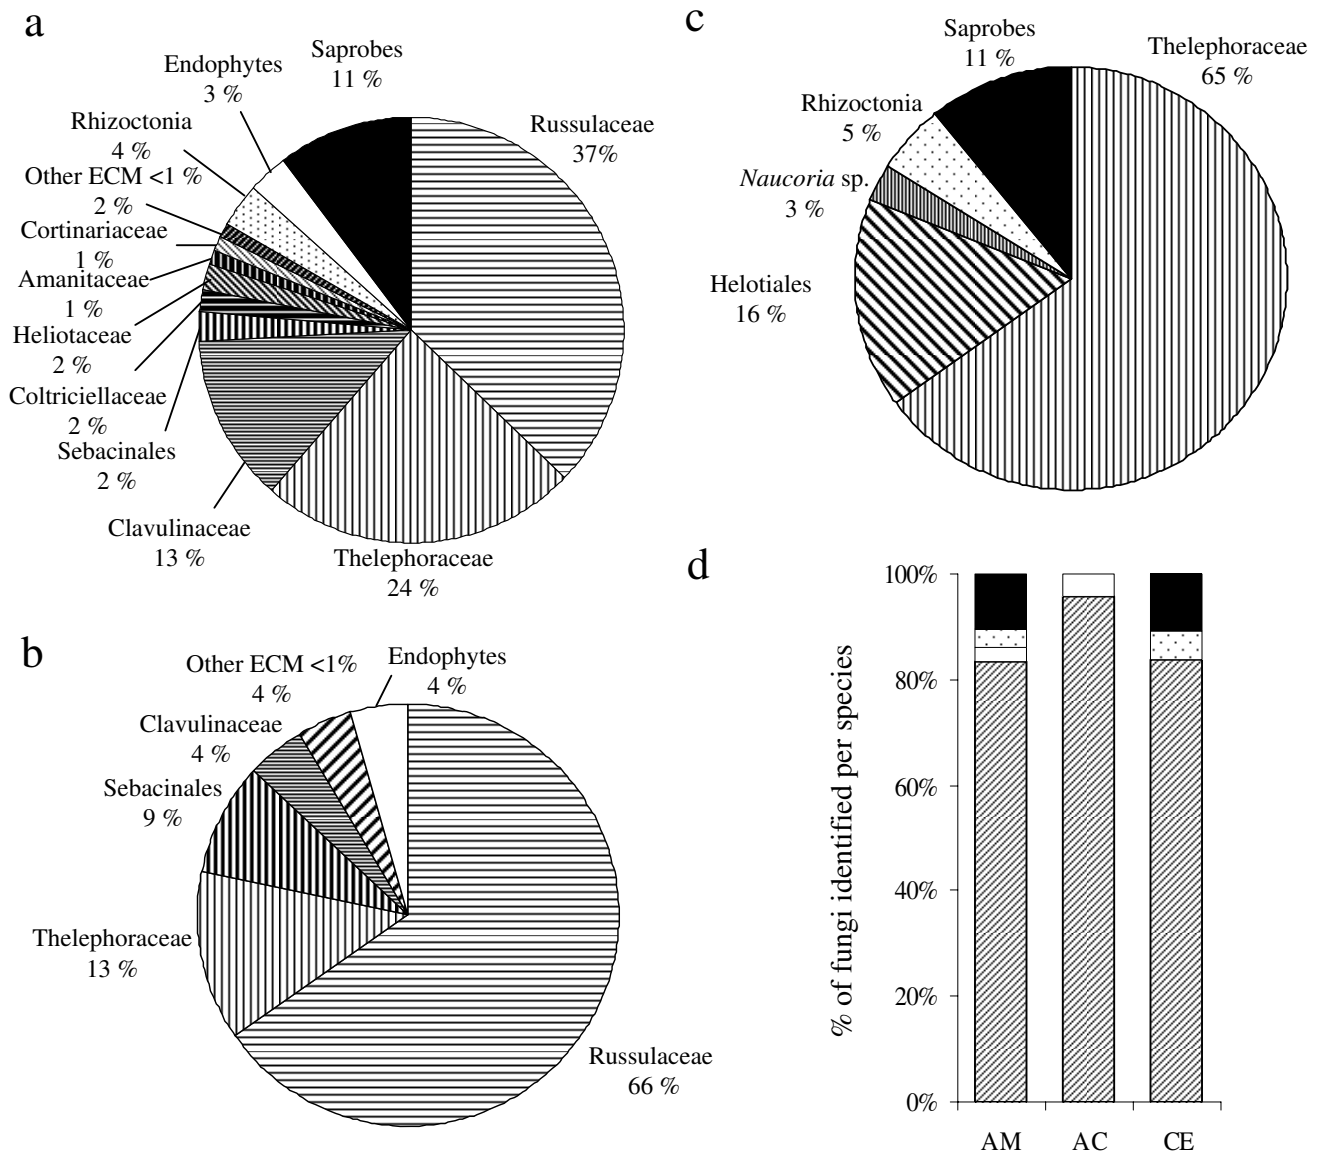 a
Saprobes
11 %
Endophytes
3 %
Rhizoctonia
4 %
Other ECM <1 %
2 %
Cortinariaceae
1 %
Amanitaceae
1 %
Heliotaceae
2 %
Coltriciellaceae
2 %
Sebacinales
2 %
Clavulinaceae
13 %
Thelephoraceae
24 %
Russulaceae
37%
b
Other ECM <1%
4 %
Endophytes
4 %
Clavulinaceae
4 %
Sebacinales
9 %
Thelephoraceae
13 %
Russulaceae
66 %
c
Saprobes
11 %
Thelephoraceae
65 %
Rhizoctonia
5 %
Naucoria sp.
3 %
Helotiales
16 %
d
% of fungi identified per species
100%
80%
60%
40%
20%
0%
AM AC CE